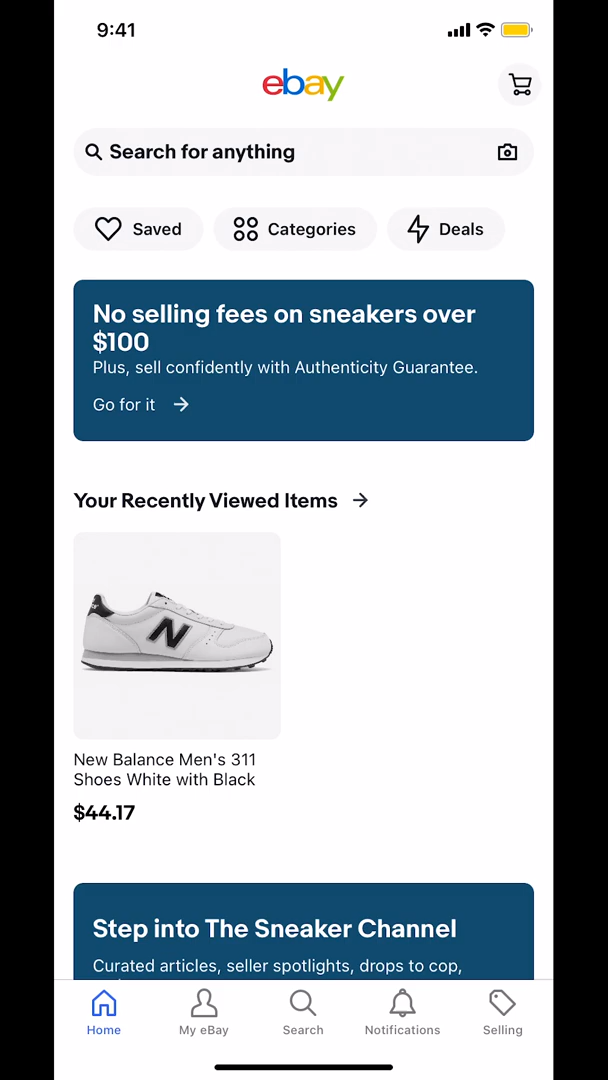 9:41
ebay
Search for anything
Saved
Categories
Deals
No selling fees on sneakers over
$100
Plus, sell confidently with Authenticity Guarantee.
Go for it
Your Recently Viewed Items
N
New Balance Men's 311
Shoes White with Black
$44.17
Step into The Sneaker Channel
Curated articles, seller spotlights, drops to cop,
Home
My eBay
Search
Notifications
Selling